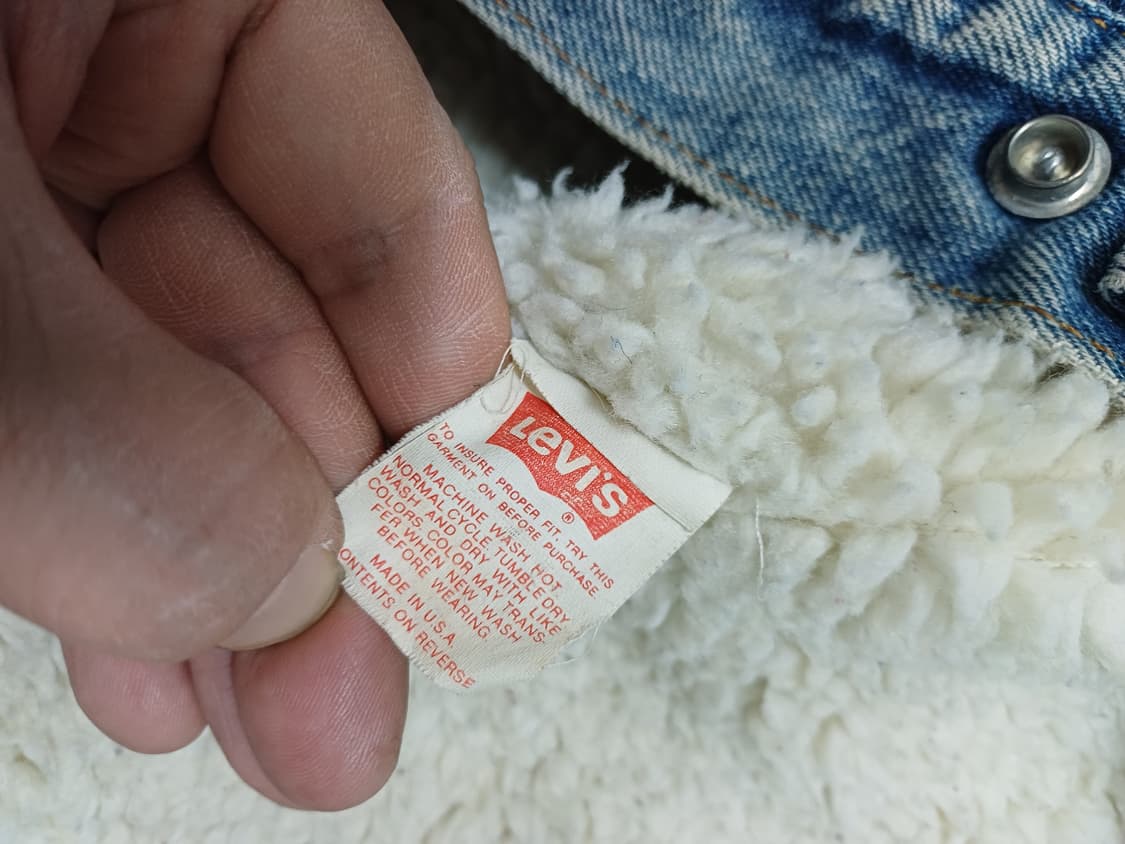 Levi's ®
TO INSURE PROPER FIT, TRY THIS
GARMENT ON BEFORE PURCHASE
MACHINE WASH HOT
NORMAL CYCLE TUMBLE DRY
WASH AND DRY WITH LIKE
COLORS, COLOR MAY TRANS-
FER WHEN NEW WASH
BEFORE WEARING.
MADE IN U.S.A.
ONTENTS ON REVERSE